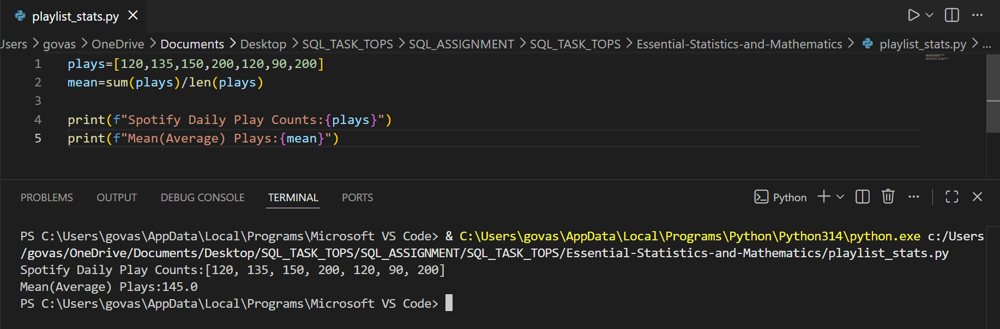 playlist_stats.py
Users > govas > OneDrive > Documents > Desktop > SQL_TASK_TOPS > SQL_ASSIGNMENT > SQL_TASK_TOPS > Essential-Statistics-and-Mathematics > playlist_stats.py > ...
1 plays=[120,135,150,200,120,90,200]
2 mean=sum(plays)/len(plays)
3
4 print(f"Spotify Daily Play Counts:{plays}")
5 print(f"Mean(Average) Plays:{mean}")
PROBLEMS OUTPUT DEBUG CONSOLE TERMINAL PORTS Python
PS C:\Users\govas\AppData\Local\Programs\Microsoft VS Code> & C:\Users\govas\AppData\Local\Programs\Python\Python314\python.exe c:/Users
/govas/OneDrive/Documents/Desktop/SQL_TASK_TOPS/SQL_ASSIGNMENT/SQL_TASK_TOPS/Essential-Statistics-and-Mathematics/playlist_stats.py
Spotify Daily Play Counts:[120, 135, 150, 200, 120, 90, 200]
Mean(Average) Plays:145.0
PS C:\Users\govas\AppData\Local\Programs\Microsoft VS Code>